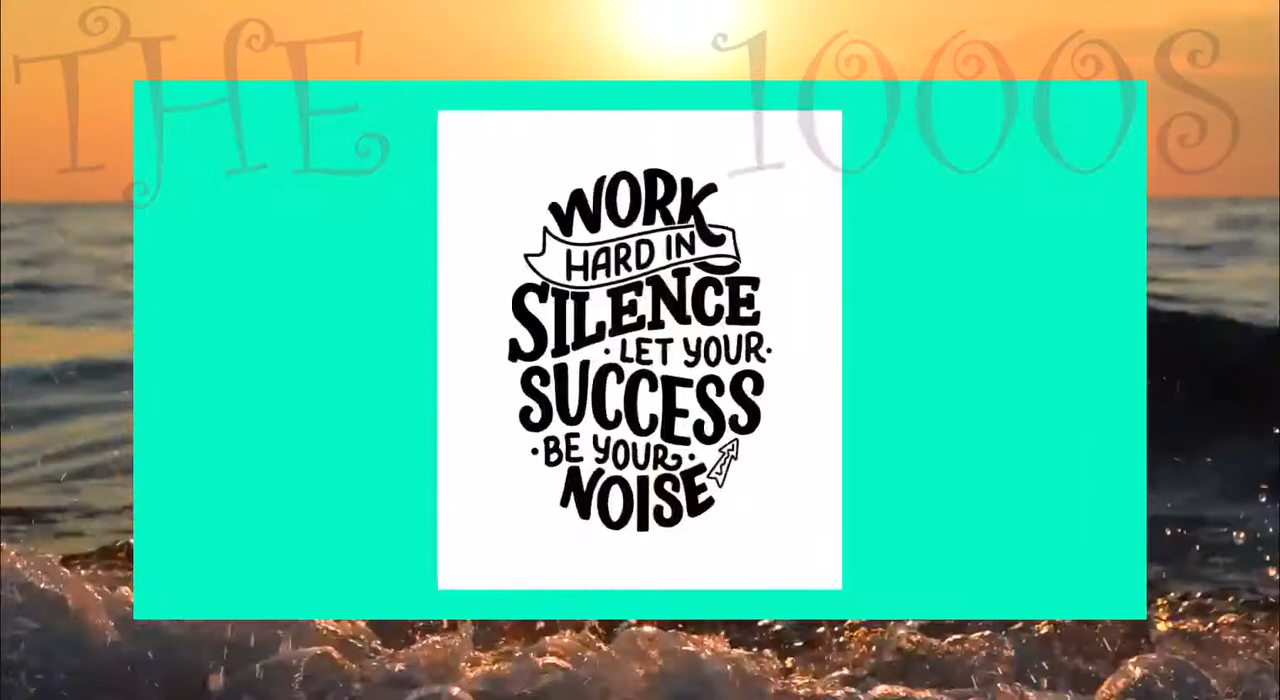 THE 1000S
WORK
HARD IN
SILENCE
· LET YOUR ·
SUCCESS
· BE YOUR ·
NOISE